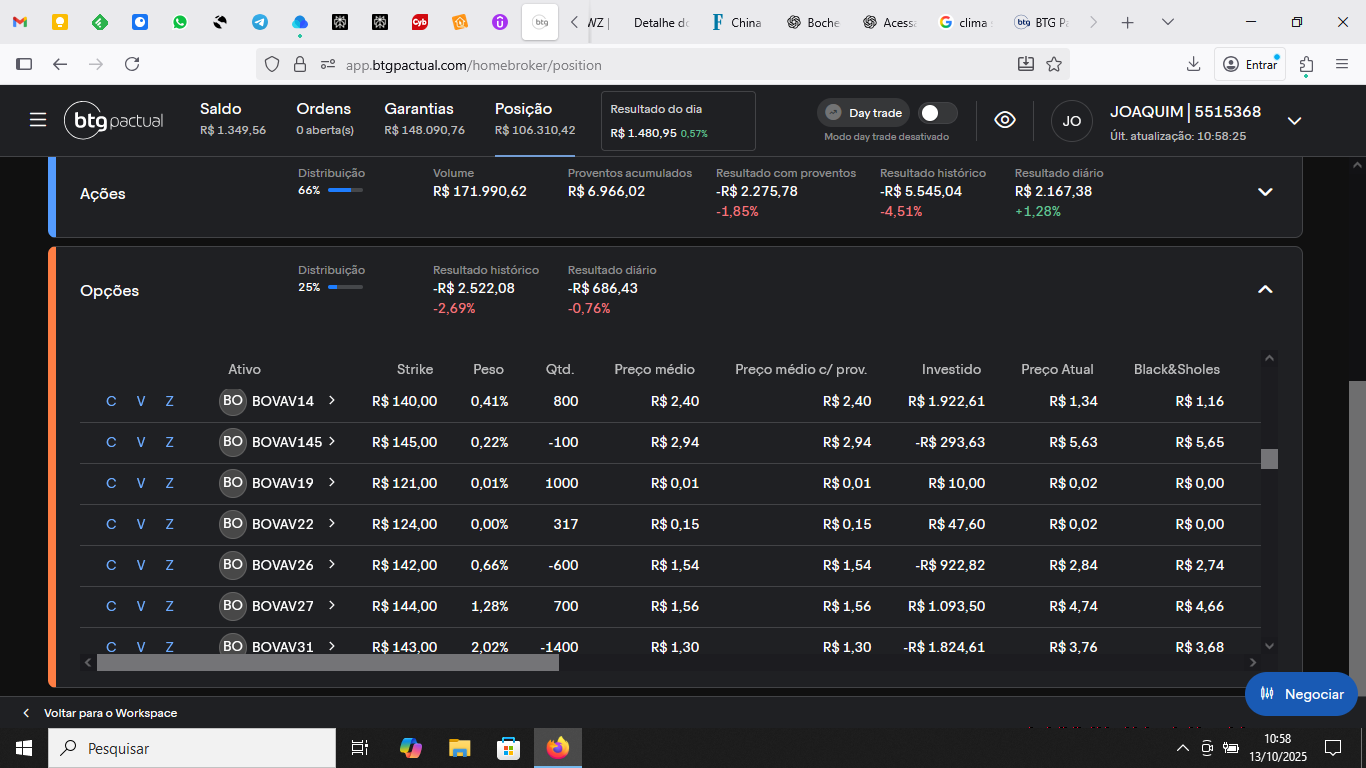 WZ |
Detalhe do
China
Boche
Acess
clima
BTG Pa
app.btgpactual.com/homebroker/position
Entrar
btg pactual
Saldo
R$ 1.349,56
Ordens
0 aberta(s)
Garantias
R$ 148.090,76
Posição
R$ 106.310,42
Resultado do dia
R$ 1.480,95 0,57%
Day trade
Modo day trade desativado
JO
JOAQUIM | 5515368
Últ. atualização: 10:58:25
Ações
Distribuição
66%
Volume
R$ 171.990,62
Proventos acumulados
R$ 6.966,02
Resultado com proventos
-R$ 2.275,78
-1,85%
Resultado histórico
-R$ 5.545,04
-4,51%
Resultado diário
R$ 2.167,38
+1,28%
Opções
Distribuição
25%
Resultado histórico
-R$ 2.522,08
-2,69%
Resultado diário
-R$ 686,43
-0,76%
Ativo Strike Peso Qtd. Preço médio Preço médio c/ prov. Investido Preço Atual Black&Sholes
C V Z BO BOVAV14 R$ 140,00 0,41% 800 R$ 2,40 R$ 2,40 R$ 1.922,61 R$ 1,34 R$ 1,16
C V Z BO BOVAV145 R$ 145,00 0,22% -100 R$ 2,94 R$ 2,94 -R$ 293,63 R$ 5,63 R$ 5,65
C V Z BO BOVAV19 R$ 121,00 0,01% 1000 R$ 0,01 R$ 0,01 R$ 10,00 R$ 0,02 R$ 0,00
C V Z BO BOVAV22 R$ 124,00 0,00% 317 R$ 0,15 R$ 0,15 R$ 47,60 R$ 0,02 R$ 0,00
C V Z BO BOVAV26 R$ 142,00 0,66% -600 R$ 1,54 R$ 1,54 -R$ 922,82 R$ 2,84 R$ 2,74
C V Z BO BOVAV27 R$ 144,00 1,28% 700 R$ 1,56 R$ 1,56 R$ 1.093,50 R$ 4,74 R$ 4,66
C V Z BO BOVAV31 R$ 143,00 2,02% -1400 R$ 1,30 R$ 1,30 -R$ 1.824,61 R$ 3,76 R$ 3,68
Negociar
Voltar para o Workspace
Pesquisar
10:58
13/10/2025